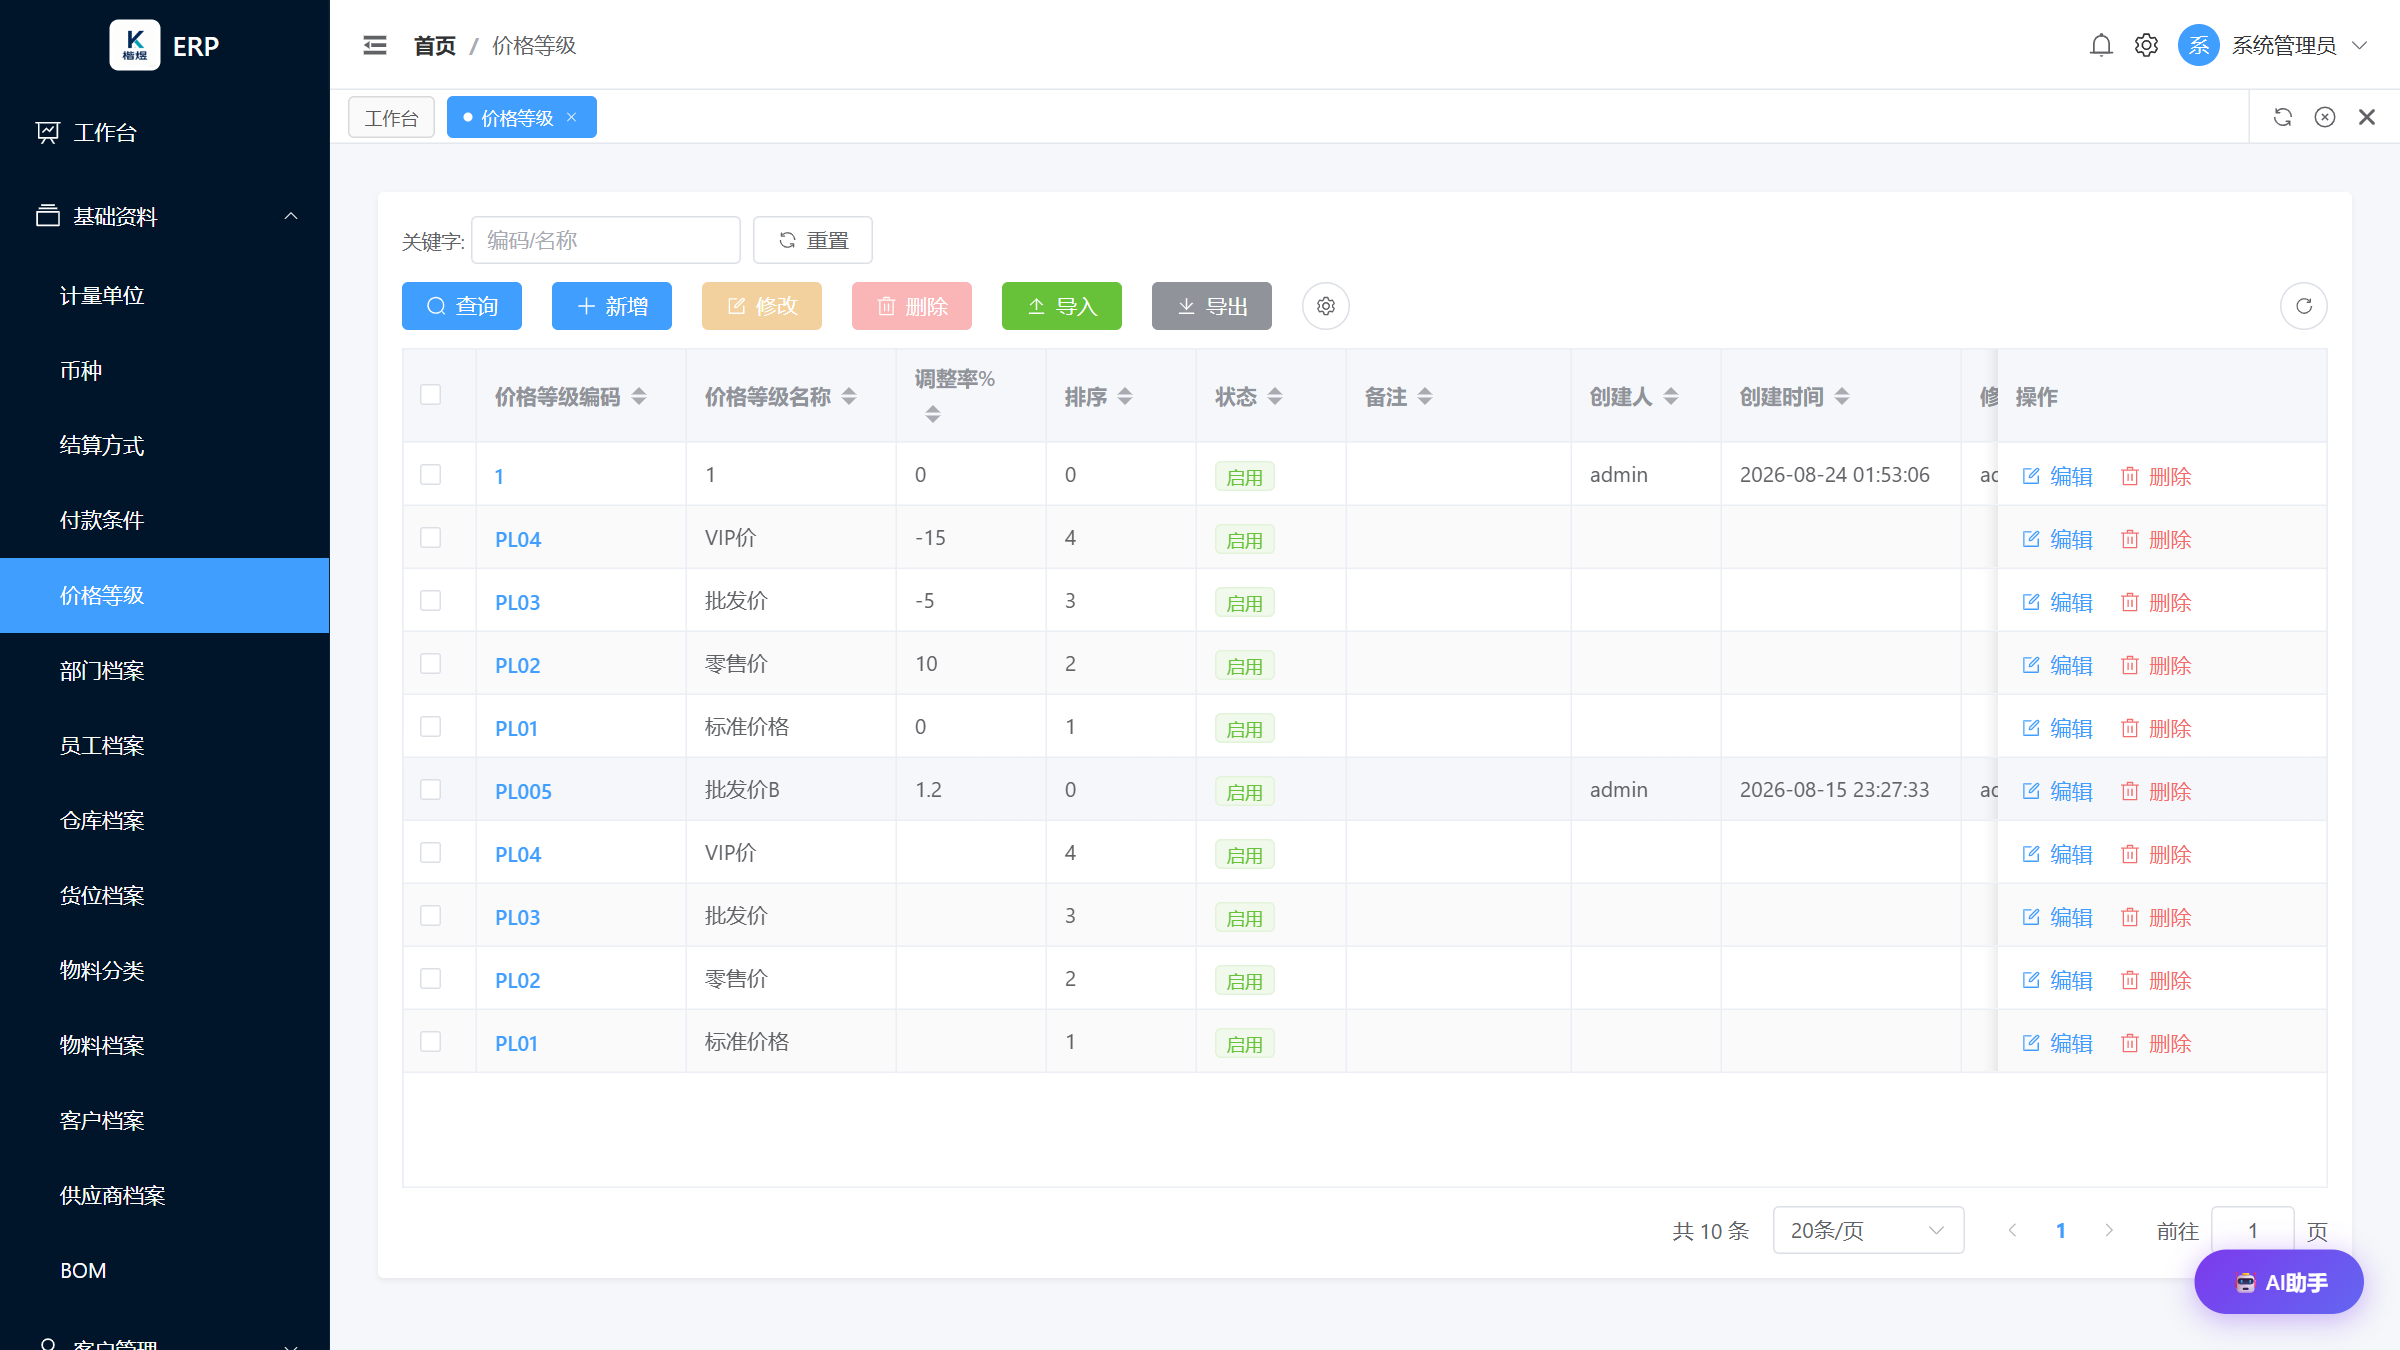 K
楷煜
ERP
工作台
基础资料
计量单位
币种
结算方式
付款条件
价格等级
部门档案
员工档案
仓库档案
货位档案
物料分类
物料档案
客户档案
供应商档案
BOM
客户管理
首页 / 价格等级
系 系统管理员
工作台 价格等级
关键字: 编码/名称 重置
查询 新增 修改 删除 导入 导出
价格等级编码 价格等级名称 调整率% 排序 状态 备注 创建人 创建时间 修 操作
1 1 0 0 启用 admin 2026-08-24 01:53:06 ad 编辑 删除
PL04 VIP价 -15 4 启用 编辑 删除
PL03 批发价 -5 3 启用 编辑 删除
PL02 零售价 10 2 启用 编辑 删除
PL01 标准价格 0 1 启用 编辑 删除
PL005 批发价B 1.2 0 启用 admin 2026-08-15 23:27:33 ad 编辑 删除
PL04 VIP价 4 启用 编辑 删除
PL03 批发价 3 启用 编辑 删除
PL02 零售价 2 启用 编辑 删除
PL01 标准价格 1 启用 编辑 删除
共 10 条 20条/页 1 前往 1 页
AI助手